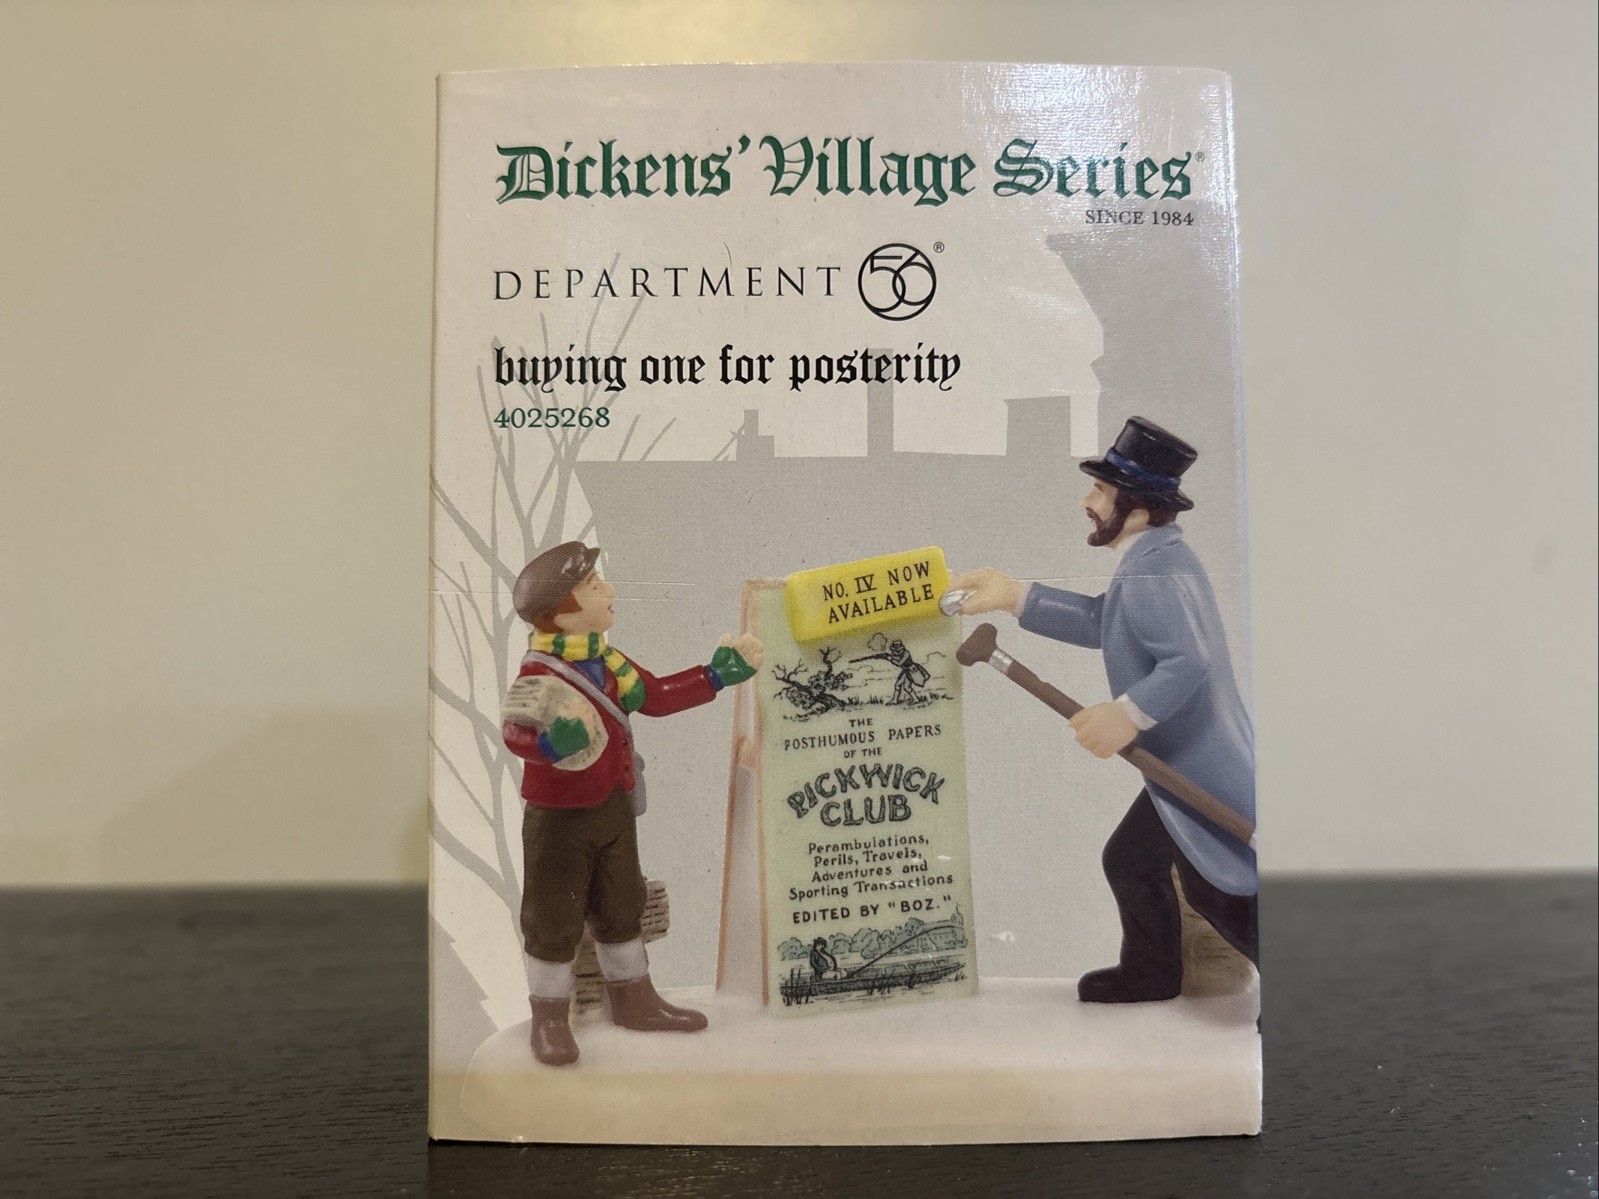 Dickens' Village Series®
SINCE 1984
DEPARTMENT 56®
buying one for posterity
4025268
NO. IV NOW
AVAILABLE
THE
POSTHUMOUS PAPERS
OF THE
PICKWICK
CLUB
Perambulations,
Perils, Travels,
Adventures and
Sporting Transactions
EDITED BY "BOZ."